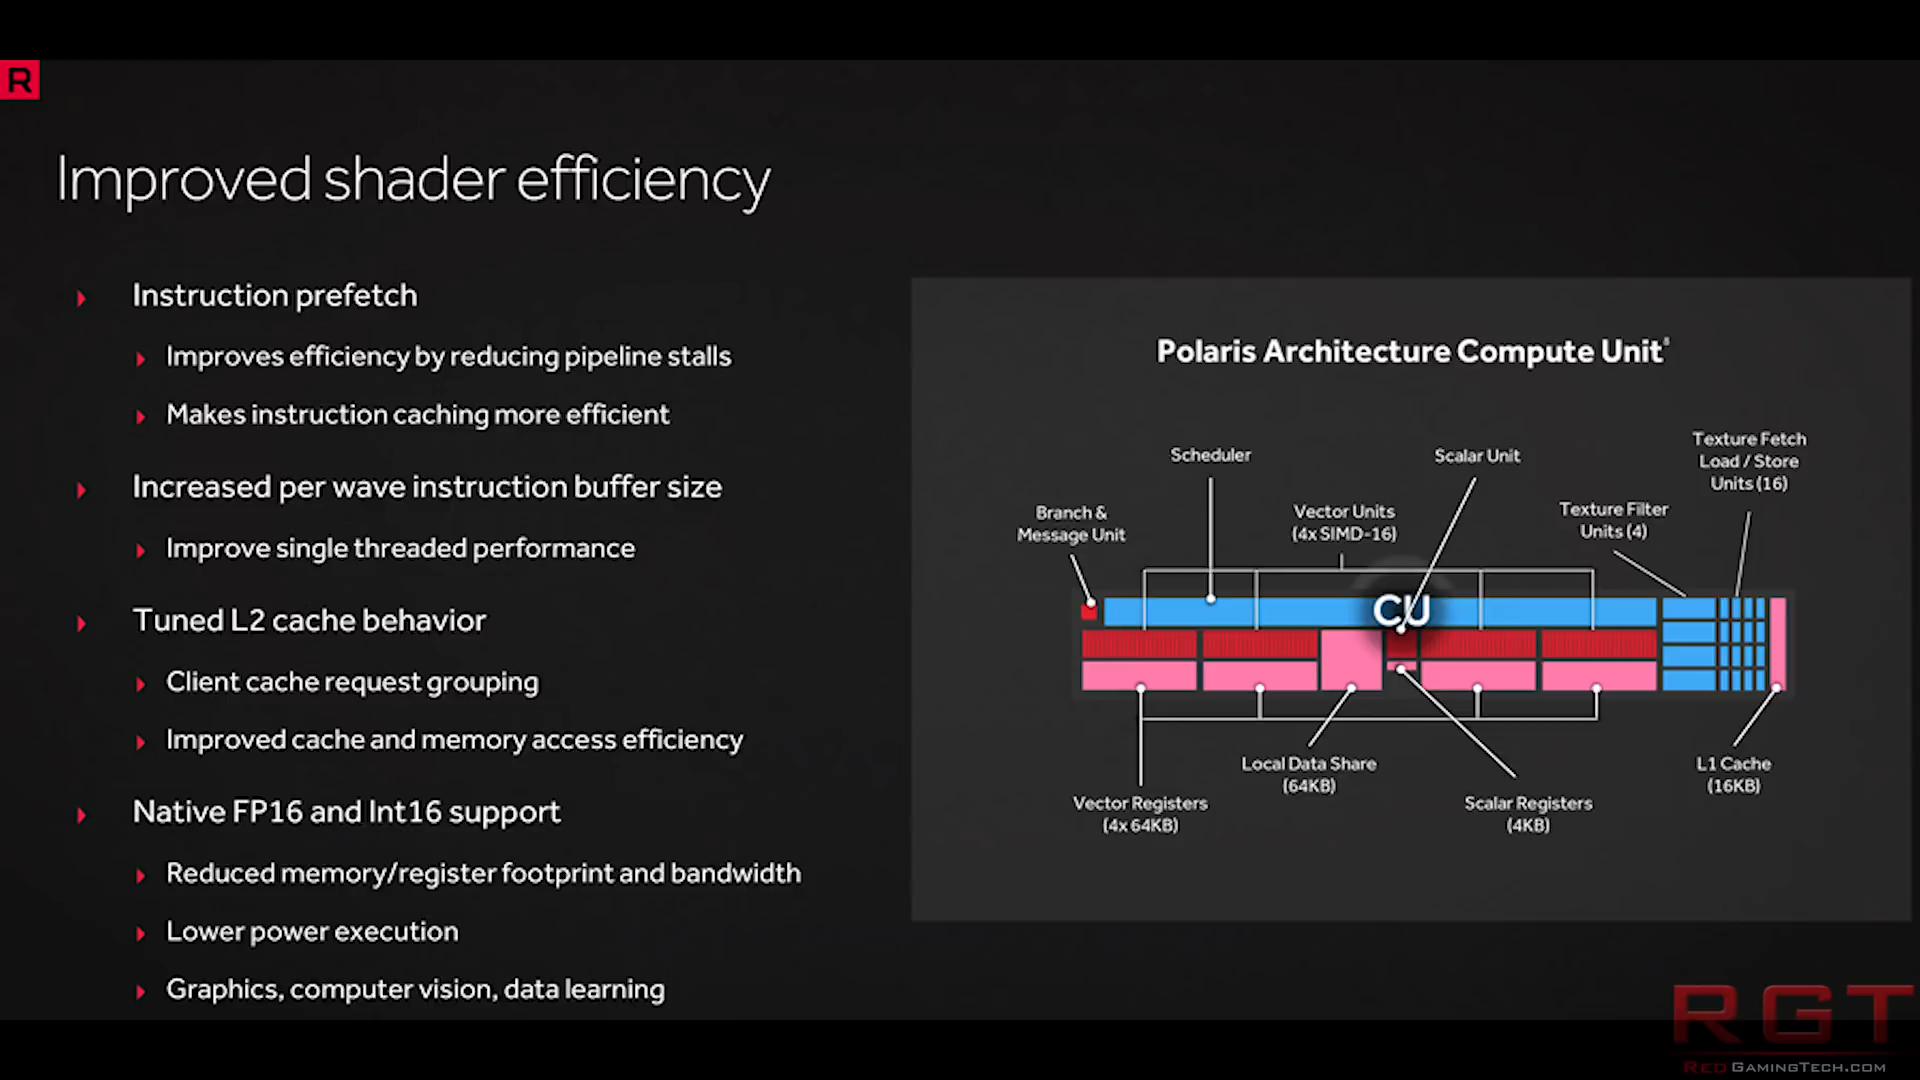 R
Improved shader efficiency
Instruction prefetch
Improves efficiency by reducing pipeline stalls
Makes instruction caching more efficient
Increased per wave instruction buffer size
Improve single threaded performance
Tuned L2 cache behavior
Client cache request grouping
Improved cache and memory access efficiency
Native FP16 and Int16 support
Reduced memory/register footprint and bandwidth
Lower power execution
Graphics, computer vision, data learning
Polaris Architecture Compute Unit
Scheduler
Scalar Unit
Texture Fetch
Load / Store
Units (16)
Branch &
Message Unit
Vector Units
(4x SIMD-16)
Texture Filter
Units (4)
CU
Local Data Share
(64KB)
L1 Cache
(16KB)
Vector Registers
(4x 64KB)
Scalar Registers
(4KB)
RGT
REDGAMINGTECH.COM